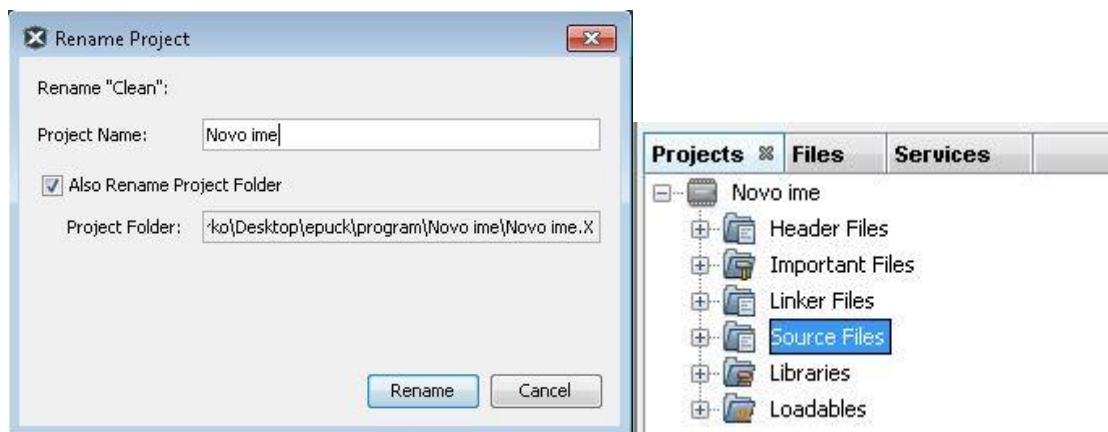 Rename Project
Rename "Clean":
Project Name: Novo ime
Also Rename Project Folder
Project Folder: rko\Desktop\epuck\program\Novo ime\Novo ime.X
Rename Cancel
Projects Files Services
Novo ime
Header Files
Important Files
Linker Files
Source Files
Libraries
Loadables